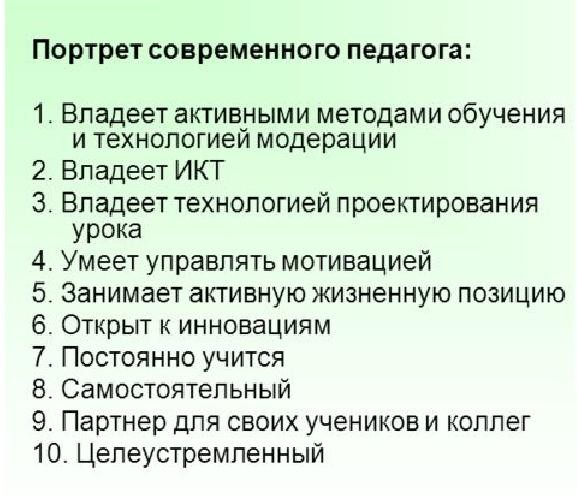 Портрет современного педагога:
1. Владеет активными методами обучения
и технологией модерации
2. Владеет ИКТ
3. Владеет технологией проектирования
урока
4. Умеет управлять мотивацией
5. Занимает активную жизненную позицию
6. Открыт к инновациям
7. Постоянно учится
8. Самостоятельный
9. Партнер для своих учеников и коллег
10. Целеустремленный